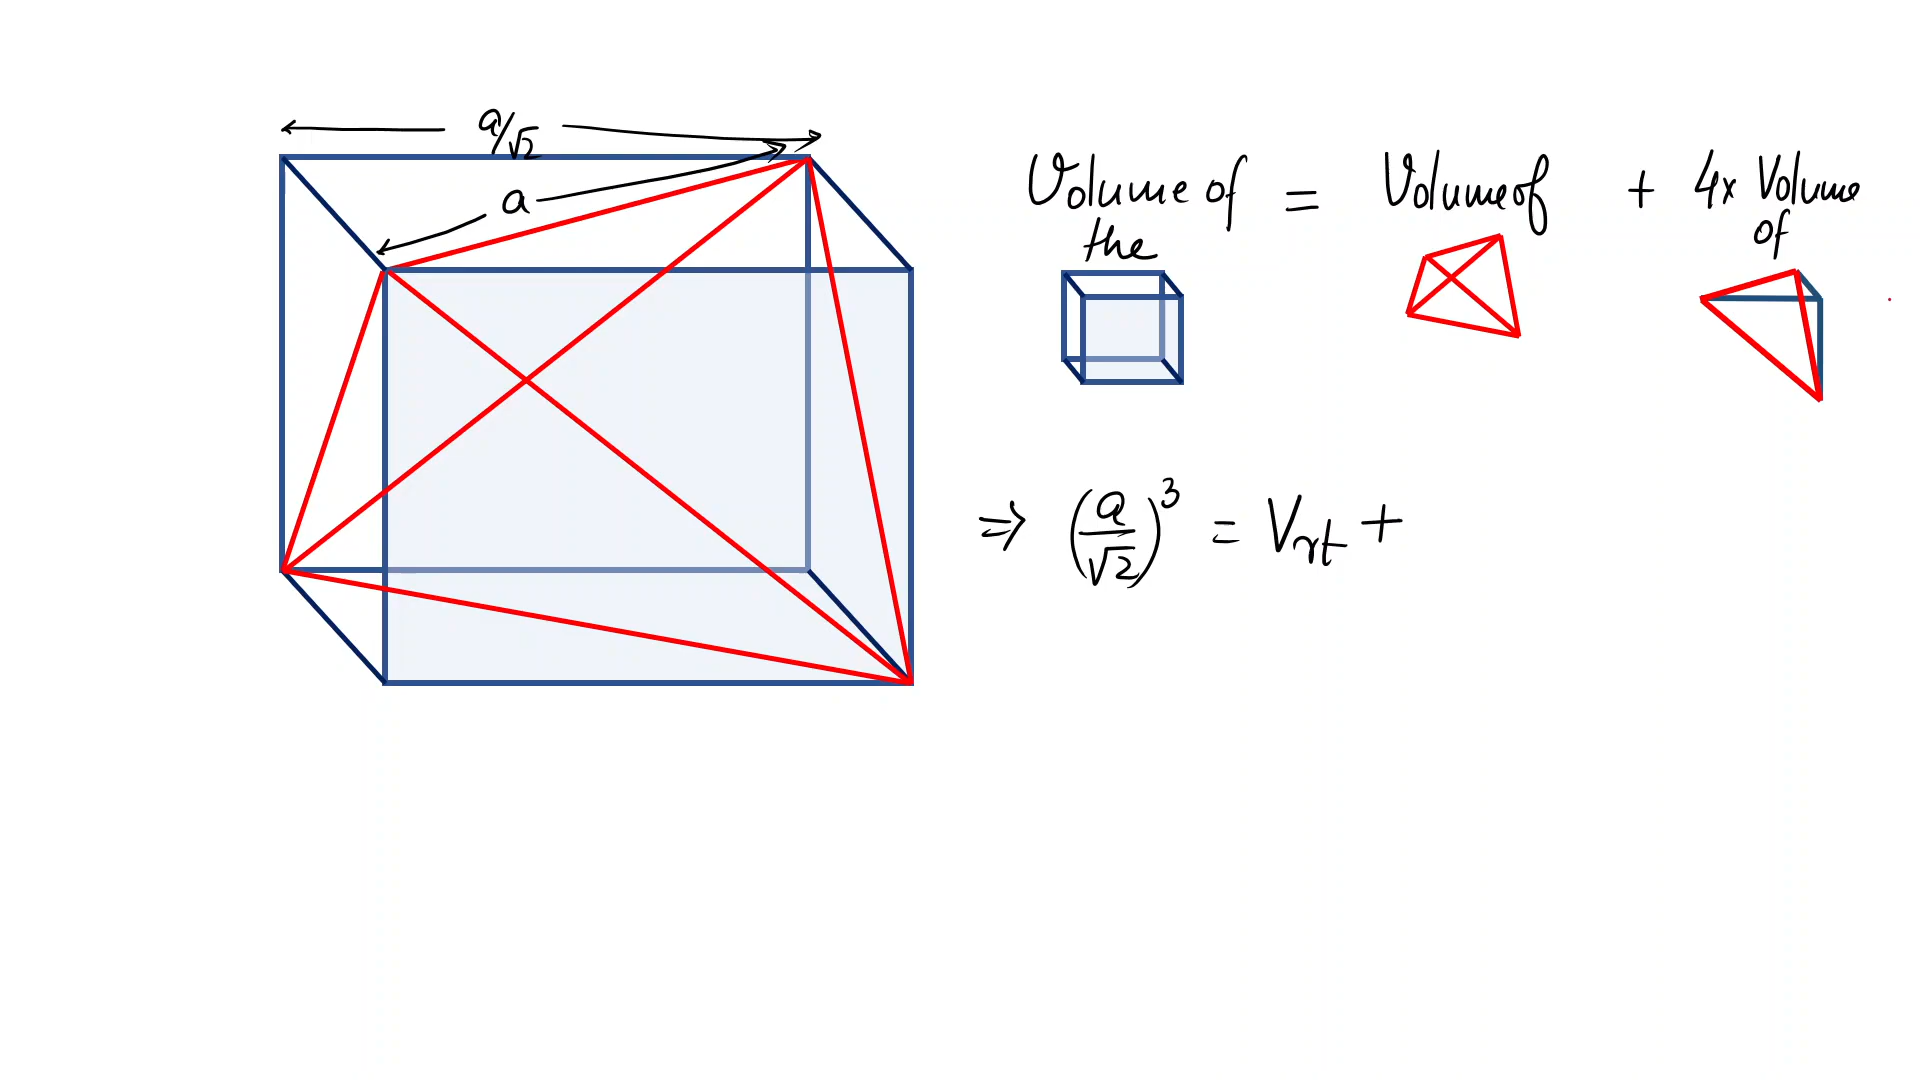 a/√2
a
Volume of the = Volume of + 4x Volume of
⇒ (a/√2)³ = Vrt +